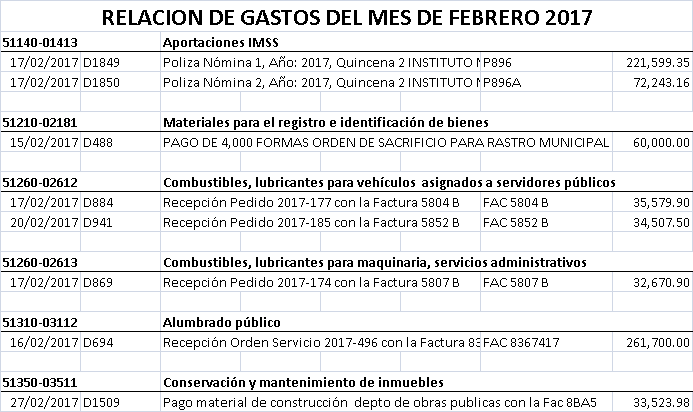 RELACION DE GASTOS DEL MES DE FEBRERO 2017
51140-01413 Aportaciones IMSS
17/02/2017 D1849 Poliza Nómina 1, Año: 2017, Quincena 2 INSTITUTO P896 221,599.35
17/02/2017 D1850 Poliza Nómina 2, Año: 2017, Quincena 2 INSTITUTO P896A 72,243.16
51210-02181 Materiales para el registro e identificación de bienes
15/02/2017 D488 PAGO DE 4,000 FORMAS ORDEN DE SACRIFICIO PARA RASTRO MUNICIPAL 60,000.00
51260-02612 Combustibles, lubricantes para vehículos asignados a servidores públicos
17/02/2017 D884 Recepción Pedido 2017-177 con la Factura 5804 B FAC 5804 B 35,579.90
20/02/2017 D941 Recepción Pedido 2017-185 con la Factura 5852 B FAC 5852 B 34,507.50
51260-02613 Combustibles, lubricantes para maquinaria, servicios administrativos
17/02/2017 D869 Recepción Pedido 2017-174 con la Factura 5807 B FAC 5807 B 32,670.90
51310-03112 Alumbrado público
16/02/2017 D694 Recepción Orden Servicio 2017-496 con la Factura FAC 8367417 261,700.00
51350-03511 Conservación y mantenimiento de inmuebles
27/02/2017 D1509 Pago material de construcción depto de obras publicas con la Fac 8BA5 33,523.98